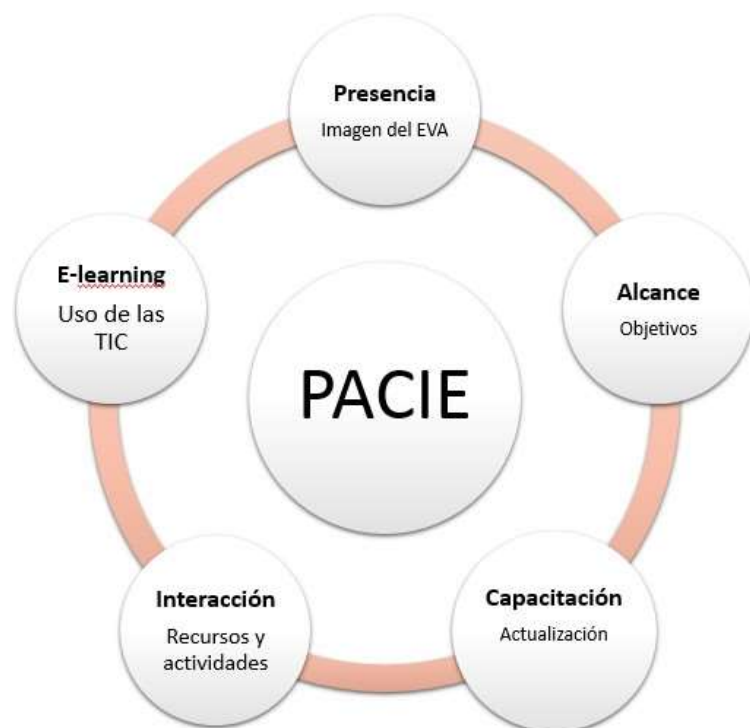 Presencia
Imagen del EVA
Alcance
Objetivos
Capacitación
Actualización
Interacción
Recursos y
actividades
E-learning
Uso de las
TIC
PACIE